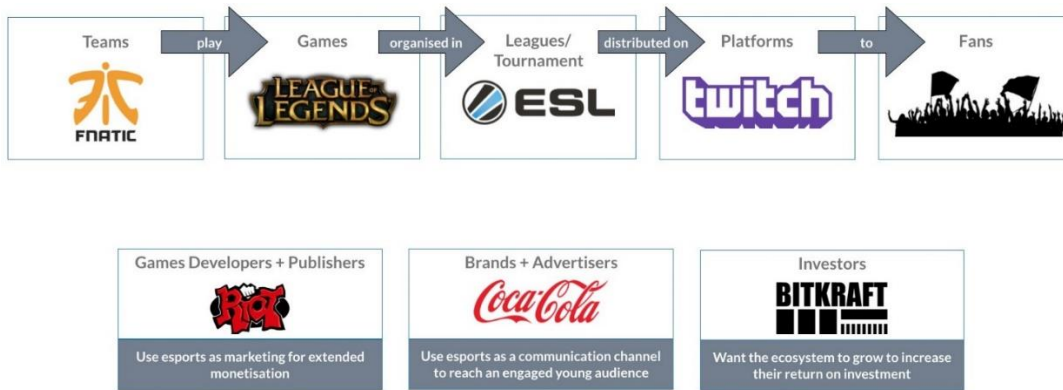 Teams
play
Games
organised in
Leagues/
Tournament
distributed on
Platforms
to
Fans
FNATIC
LEAGUE OF
LEGENDS
ESL
twitch
Games Developers + Publishers
RIOT
Use esports as marketing for extended
monetisation
Brands + Advertisers
Coca-Cola
Use esports as a communication channel
to reach an engaged young audience
Investors
BITKRAFT
Want the ecosystem to grow to increase
their return on investment